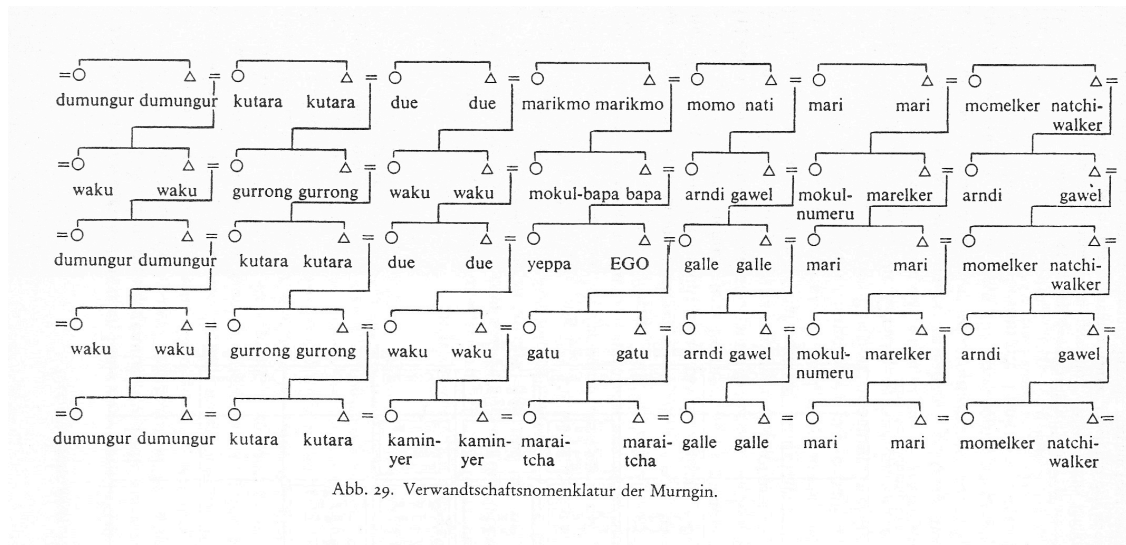 dumungur dumungur kutara kutara due due marikmo marikmo momo nati mari mari momelker natchi-
walker
waku waku gurrong gurrong waku waku mokul-bapa bapa arndi gawel mokul- marelker arndi gawel
numeru
dumungur dumungur kutara kutara due due yeppa EGO galle galle mari mari momelker natchi-
walker
waku waku gurrong gurrong waku waku gatu gatu arndi gawel mokul- marelker arndi gawel
numeru
dumungur dumungur kutara kutara kamin- kamin- marai- marai- galle galle mari mari momelker natchi-
yer yer tcha tcha walker
Abb. 29. Verwandtschaftsnomenklatur der Murngin.